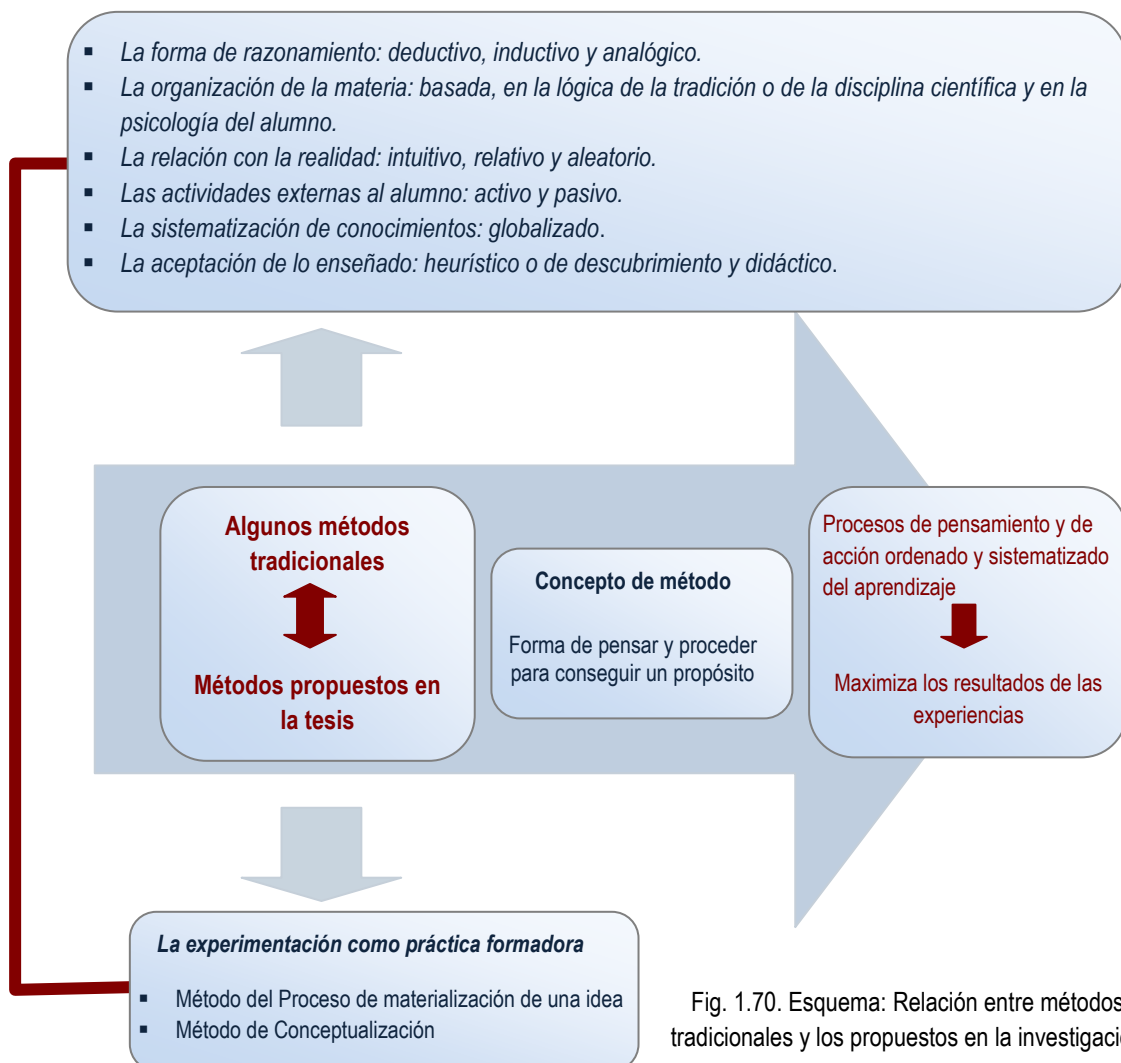 ▪ La forma de razonamiento: deductivo, inductivo y analógico.
▪ La organización de la materia: basada, en la lógica de la tradición o de la disciplina científica y en la
psicología del alumno.
▪ La relación con la realidad: intuitivo, relativo y aleatorio.
▪ Las actividades externas al alumno: activo y pasivo.
▪ La sistematización de conocimientos: globalizado.
▪ La aceptación de lo enseñado: heurístico o de descubrimiento y didáctico.
Algunos métodos
tradicionales
Métodos propuestos en
la tesis
Concepto de método
Forma de pensar y proceder
para conseguir un propósito
Procesos de pensamiento y de
acción ordenado y sistematizado
del aprendizaje
Maximiza los resultados de las
experiencias
La experimentación como práctica formadora
▪ Método del Proceso de materialización de una idea
▪ Método de Conceptualización
Fig. 1.70. Esquema: Relación entre métodos
tradicionales y los propuestos en la investigació